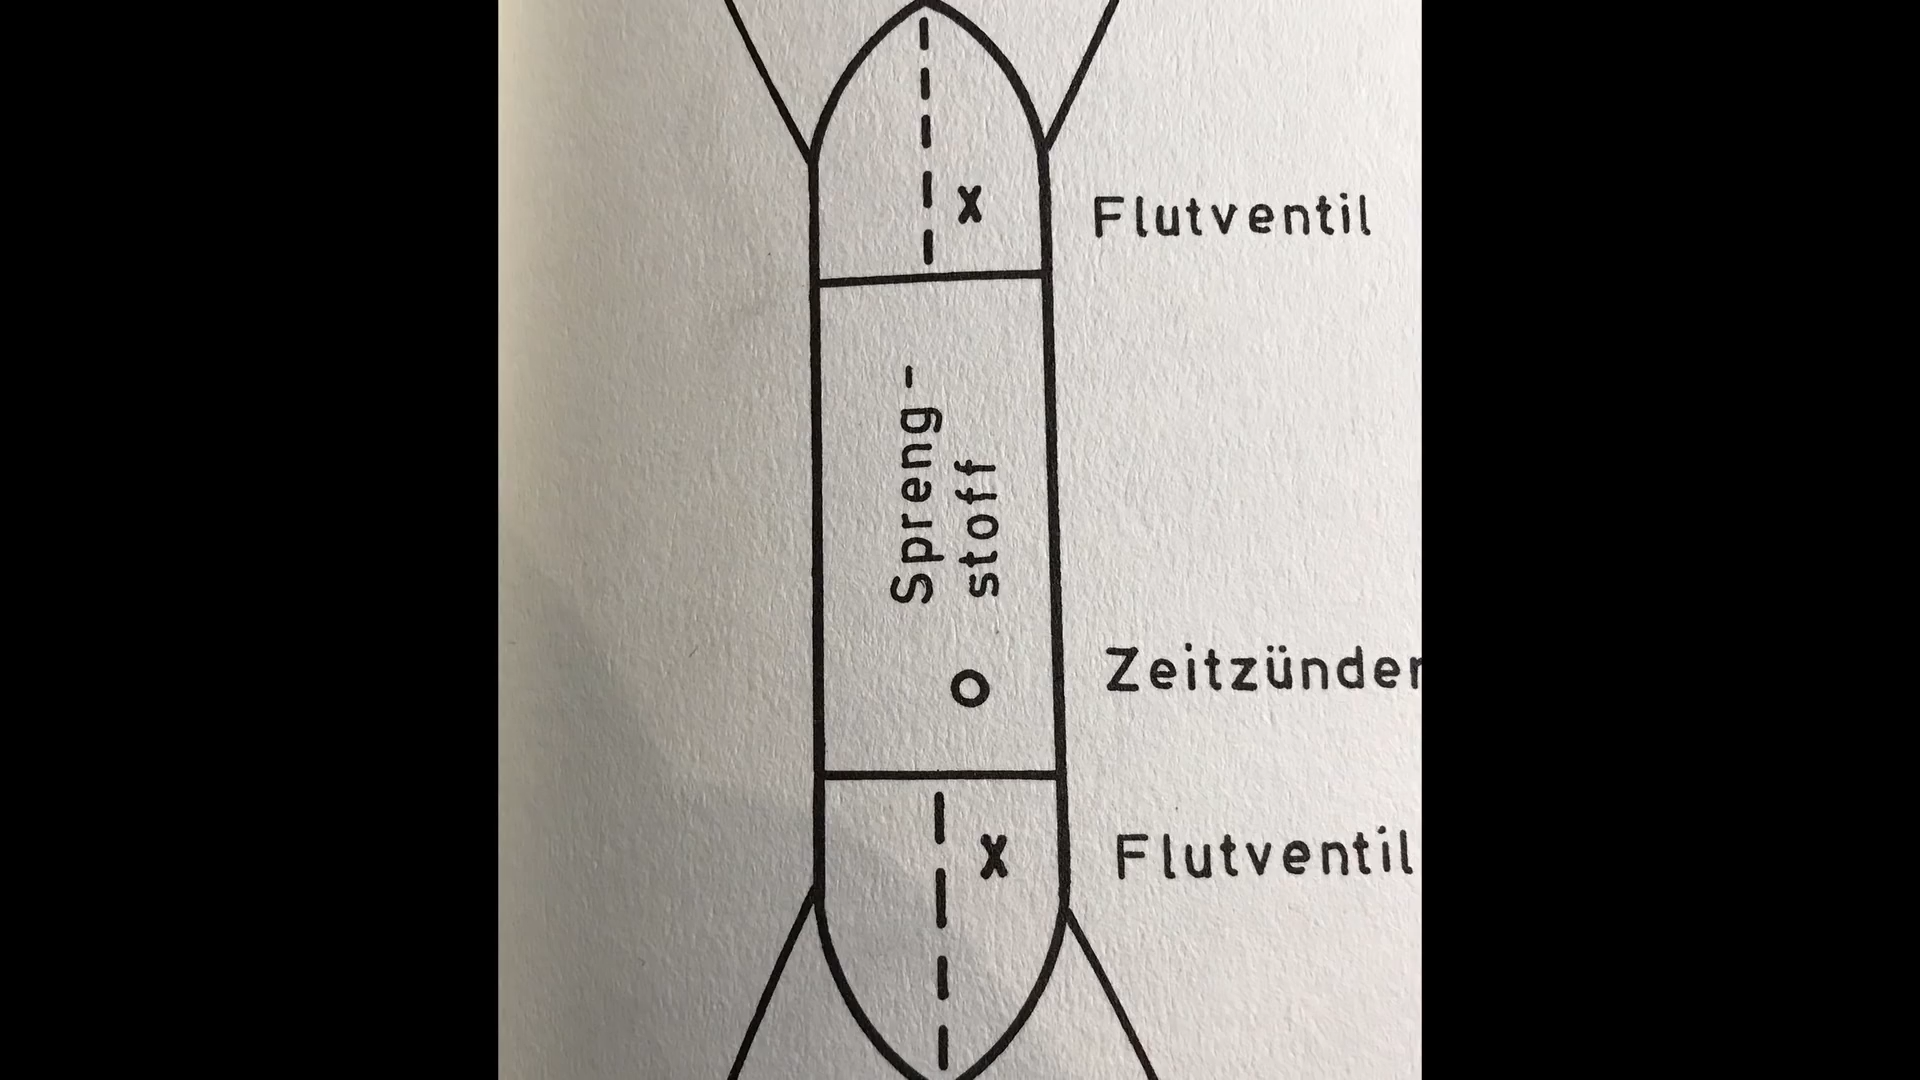 x Flutventil
Spreng-
stoff
o Zeitzünder
x Flutventil